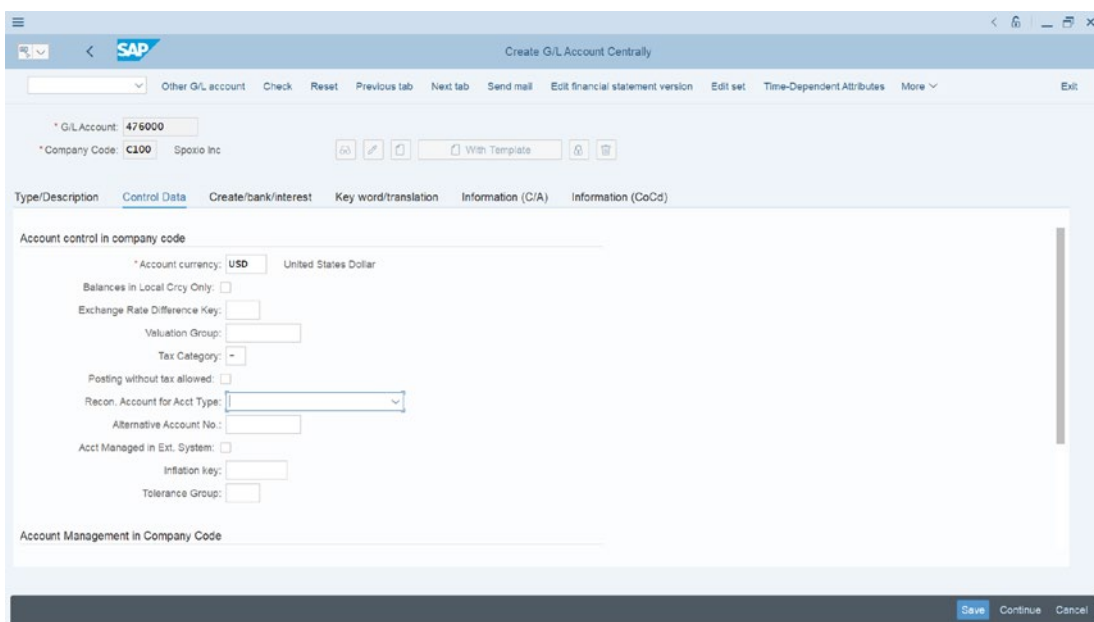 SAP
Create G/L Account Centrally
Other G/L account Check Reset Previous tab Next tab Send mail Edit financial statement version Edit set Time-Dependent Attributes More Exit
* G/L Account: 476000
* Company Code: C100 Spoxio Inc With Template
Type/Description Control Data Create/bank/interest Key word/translation Information (C/A) Information (CoCd)
Account control in company code
* Account currency: USD United States Dollar
Balances in Local Crcy Only:
Exchange Rate Difference Key:
Valuation Group:
Tax Category: -
Posting without tax allowed:
Recon. Account for Acct Type:
Alternative Account No.:
Acct Managed in Ext. System:
Inflation key:
Tolerance Group:
Account Management in Company Code
Save Continue Cancel